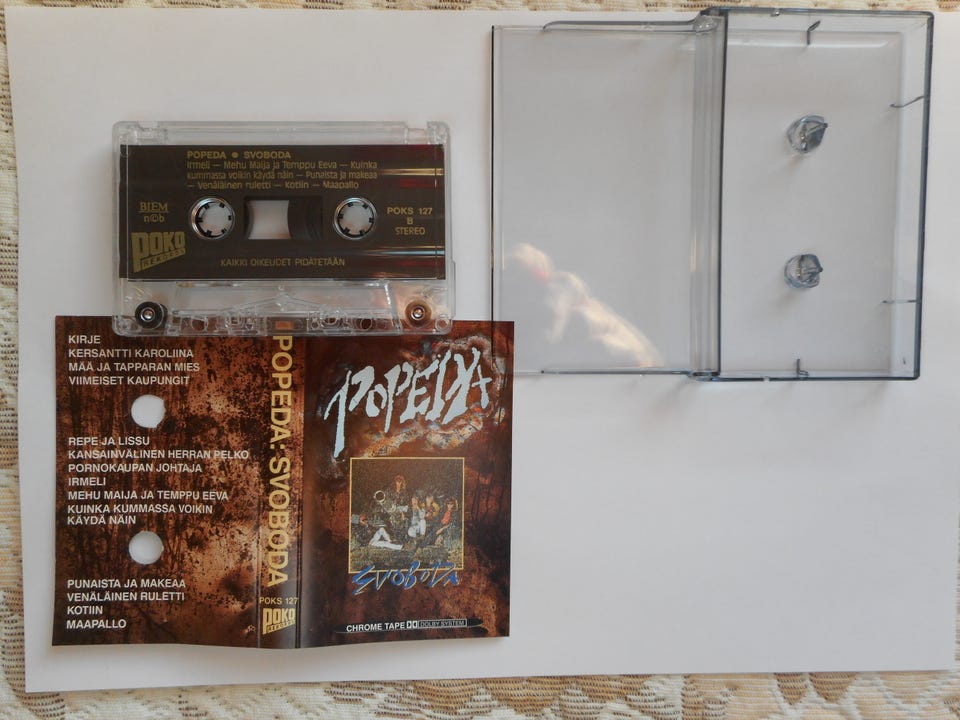 POPEDA ● SVOBODA
Irmeli — Mehu Maija ja Temppu Eeva — Kuinka
kummassa voikin käydä näin — Punaista ja makeaa
— Venäläinen ruletti — Kotiin — Maapallo
BIEM
n©b
POKS 127
B
STEREO
POKO
REKORDS
KAIKKI OIKEUDET PIDÄTETÄÄN
KIRJE
KERSANTTI KAROLIINA
MÄÄ JA TAPPARAN MIES
VIIMEISET KAUPUNGIT
REPE JA LISSU
KANSAINVÄLINEN HERRAN PELKO
PORNOKAUPAN JOHTAJA
IRMELI
MEHU MAIJA JA TEMPPU EEVA
KUINKA KUMMASSA VOIKIN
KÄYDÄ NÄIN
PUNAISTA JA MAKEAA
VENÄLÄINEN RULETTI
KOTIIN
MAAPALLO
POPEDA: SVOBODA
POKS 127
POKO
REKORDS
POPEDA
SVOBODA
CHROME TAPE DOLBY SYSTEM